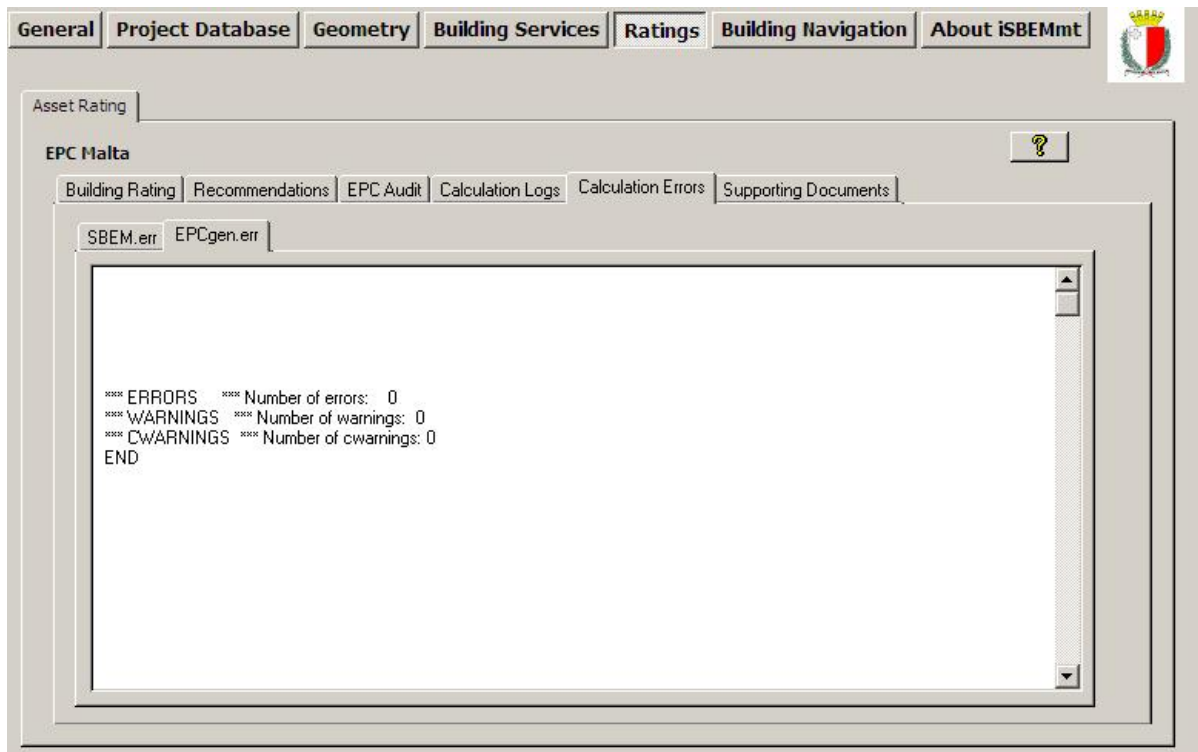 General Project Database Geometry Building Services Ratings Building Navigation About iSBEMmt
Asset Rating
EPC Malta
?
Building Rating Recommendations EPC Audit Calculation Logs Calculation Errors Supporting Documents
SBEM.err EPCgen.err
*** ERRORS *** Number of errors: 0
*** WARNINGS *** Number of warnings: 0
*** CWARNINGS *** Number of cwarnings: 0
END